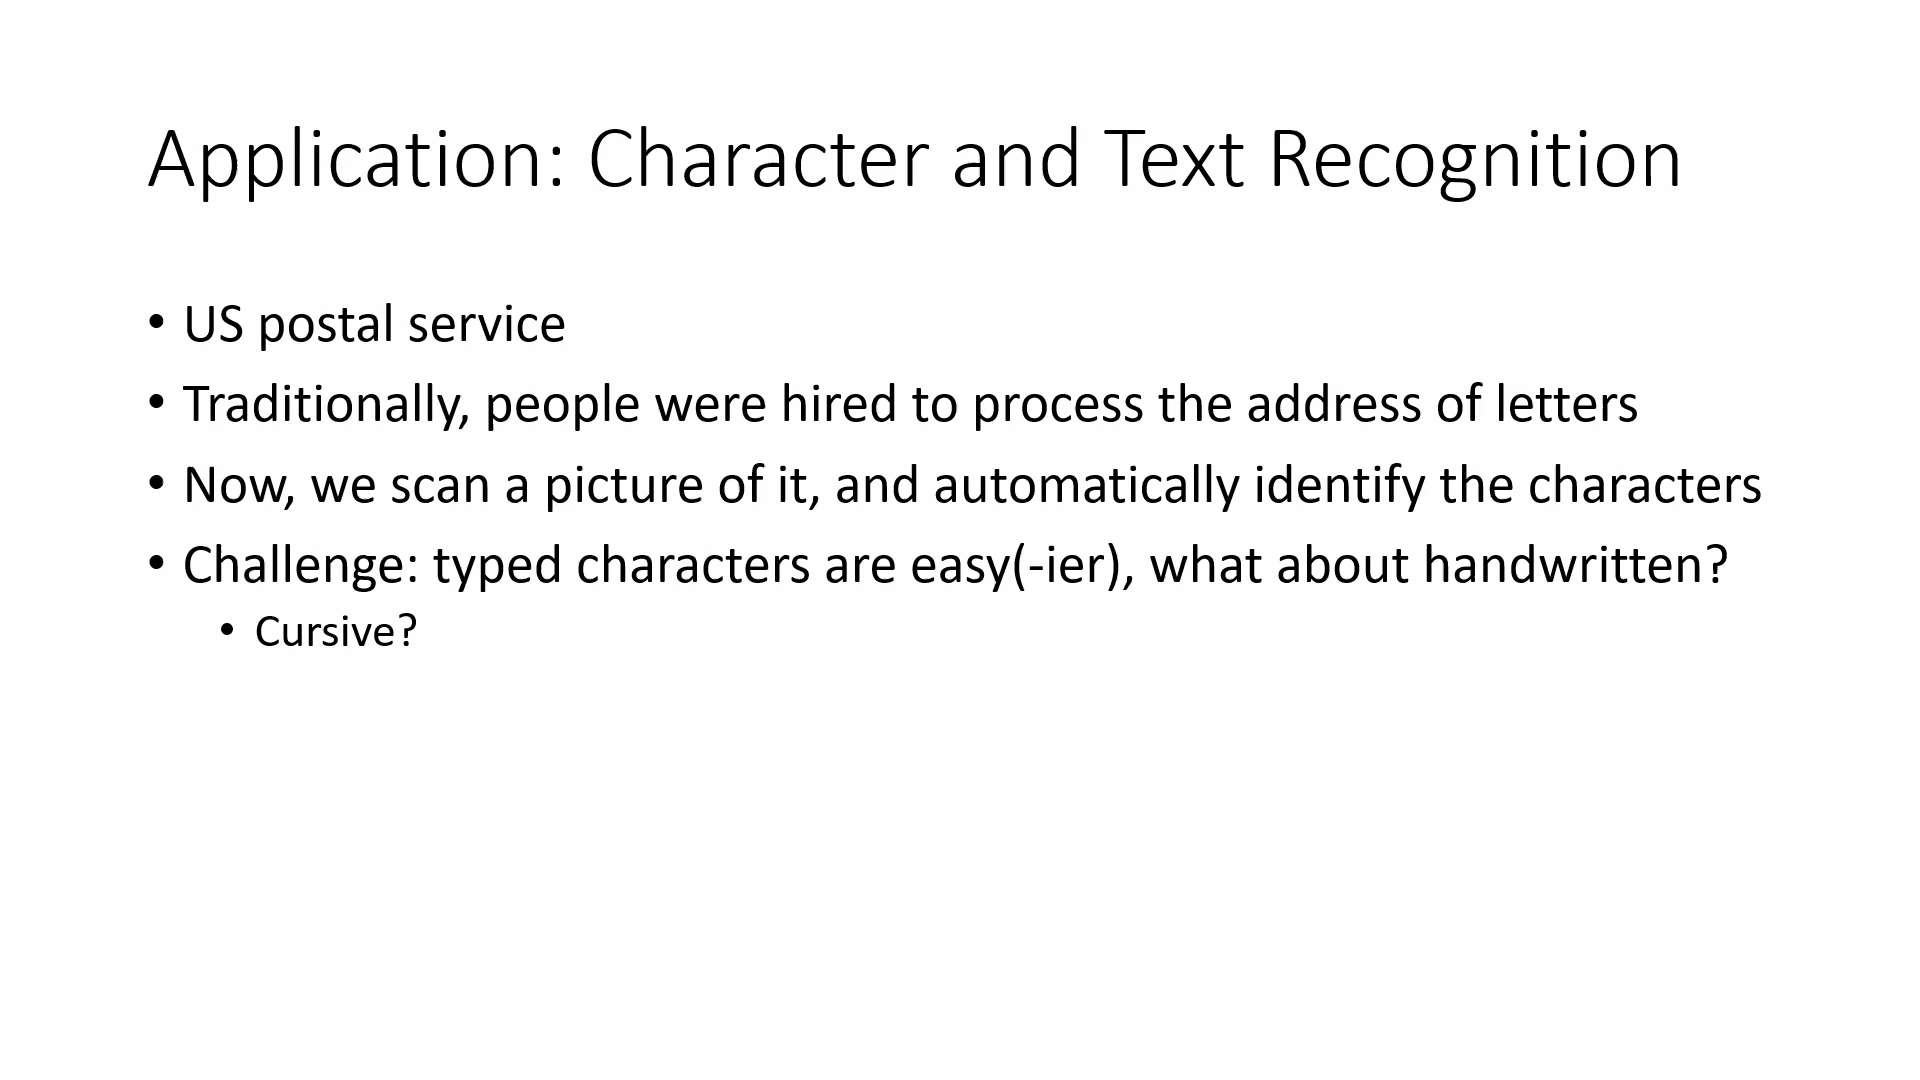 Application: Character and Text Recognition
• US postal service
• Traditionally, people were hired to process the address of letters
• Now, we scan a picture of it, and automatically identify the characters
• Challenge: typed characters are easy(-ier), what about handwritten?
• Cursive?